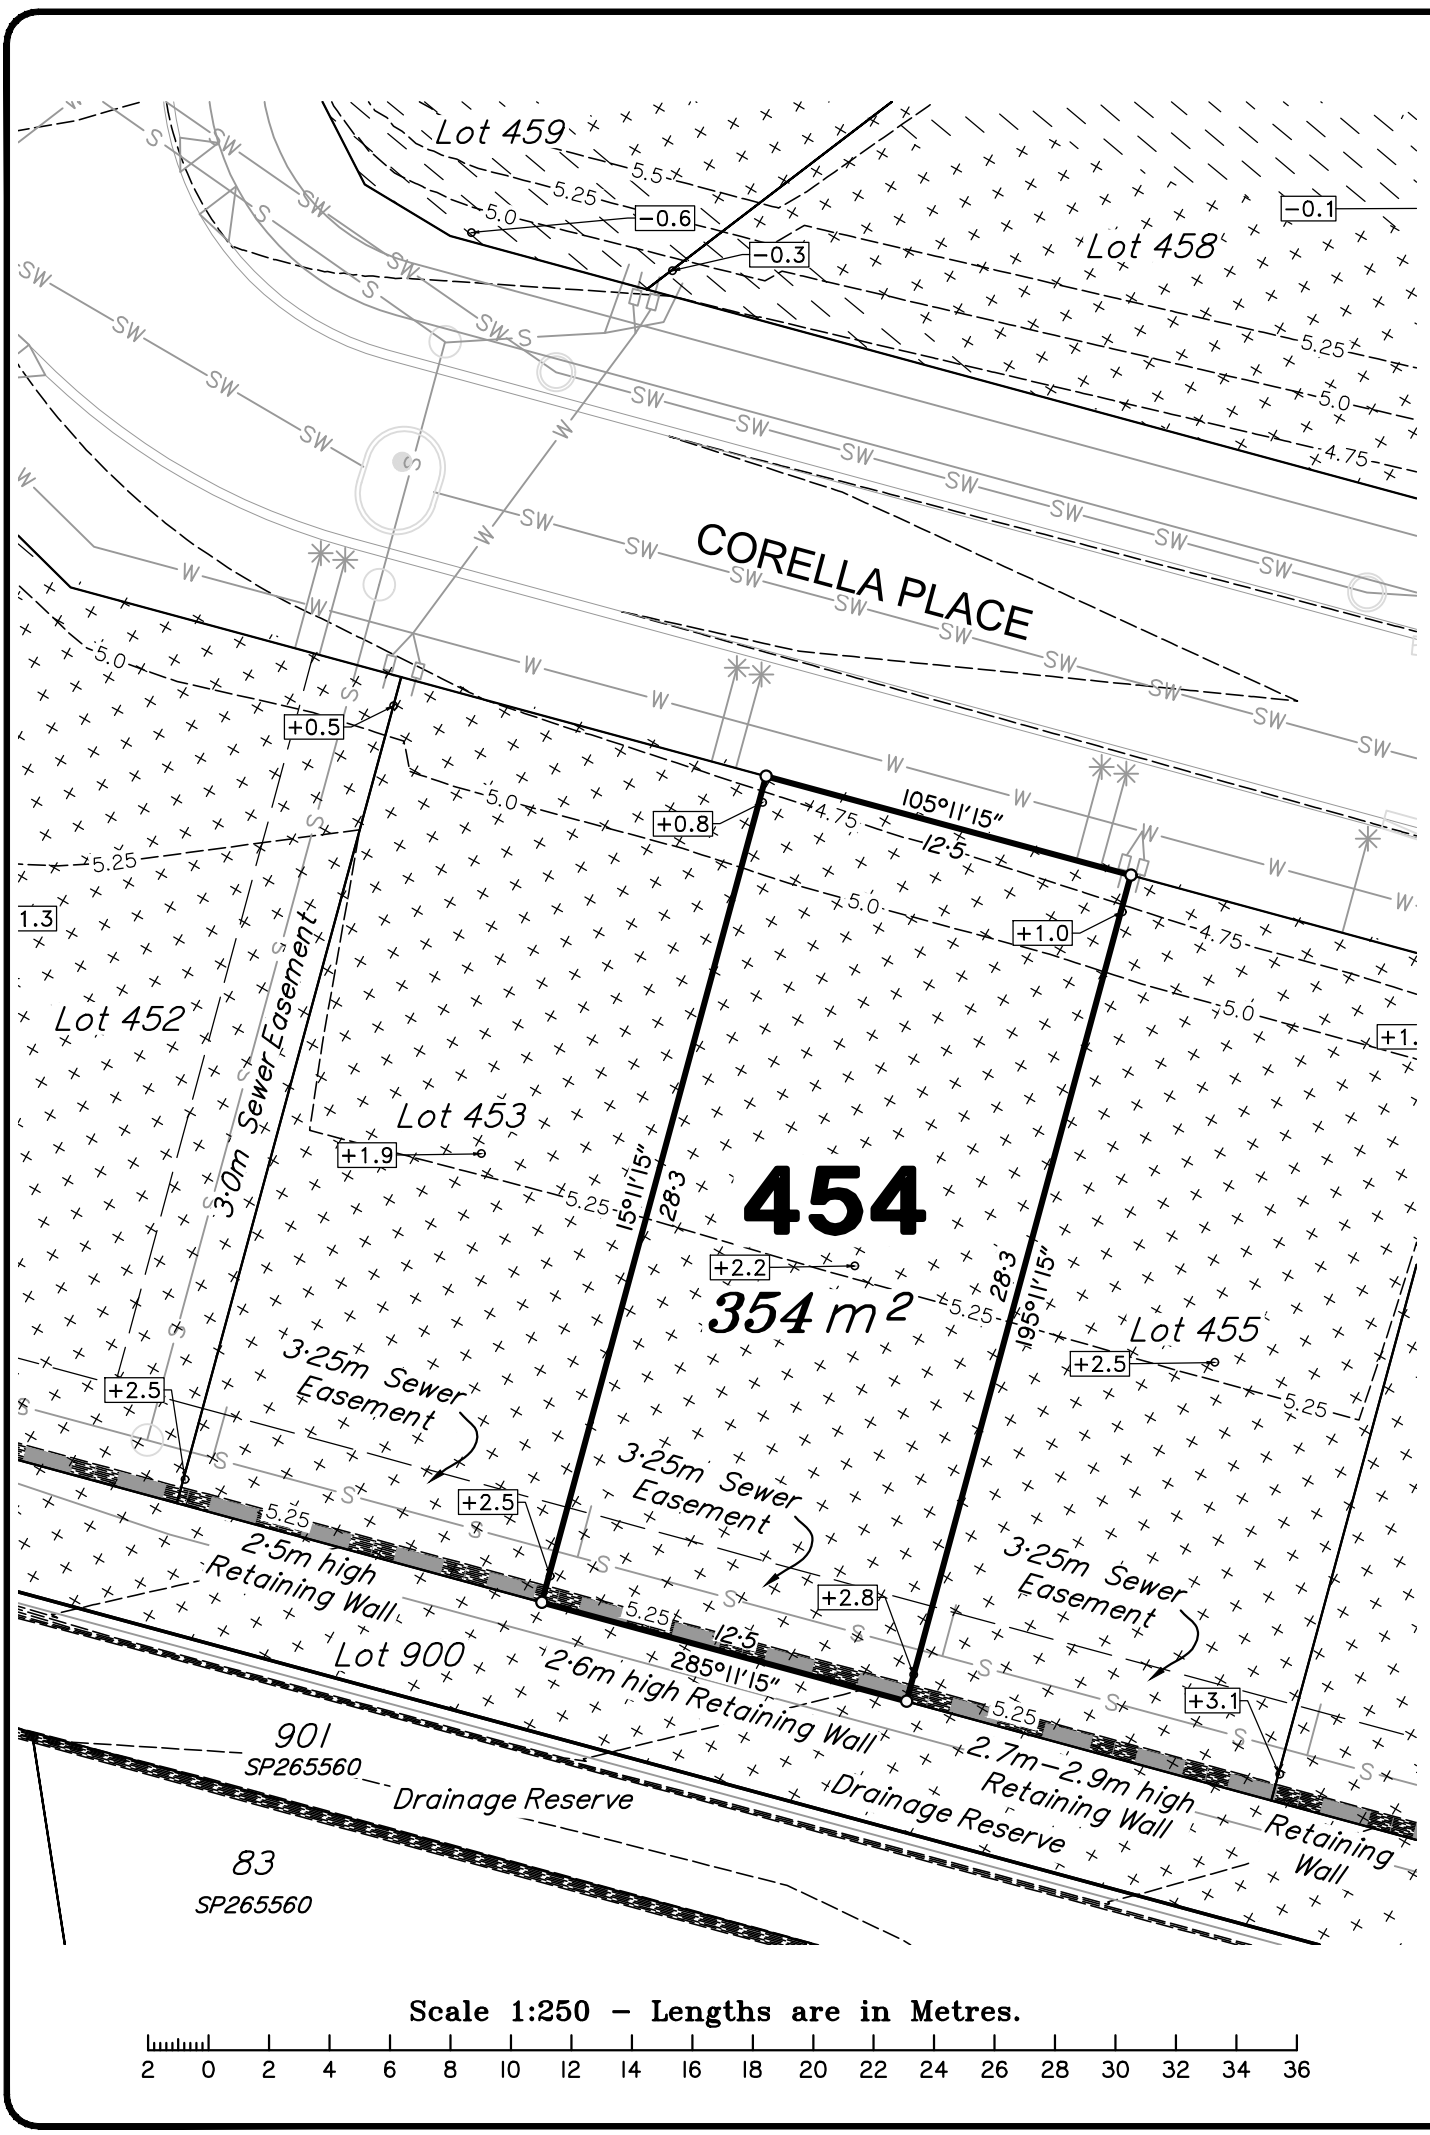 Lot 459
5.5
5.25
5.0
-0.6
-0.3
-0.1
Lot 458
5.25
5.0
4.75
S
SW
W
CORELLA PLACE
5.0
+0.5
5.0
+0.8
4.75
105°11'15"
12·5
5.0
+1.0
4.75
5.0
+1.
5.25
1.3
Lot 452
3·0m Sewer Easement
Lot 453
+1.9
5.25
15°11'15"
28·3
454
+2.2
354 m2
5.25
28·3
195°11'15"
Lot 455
+2.5
5.25
+2.5
3·25m Sewer
Easement
+2.5
3·25m Sewer
Easement
+2.8
3·25m Sewer
Easement
+3.1
5.25
2·5m high
Retaining Wall
Lot 900
5.25
12·5
285°11'15"
2·6m high Retaining Wall
5.25
2.7m–2.9m high
Retaining Wall
Retaining
Wall
901
SP265560
Drainage Reserve
Drainage Reserve
83
SP265560
Scale 1:250 – Lengths are in Metres.
2 0 2 4 6 8 10 12 14 16 18 20 22 24 26 28 30 32 34 36